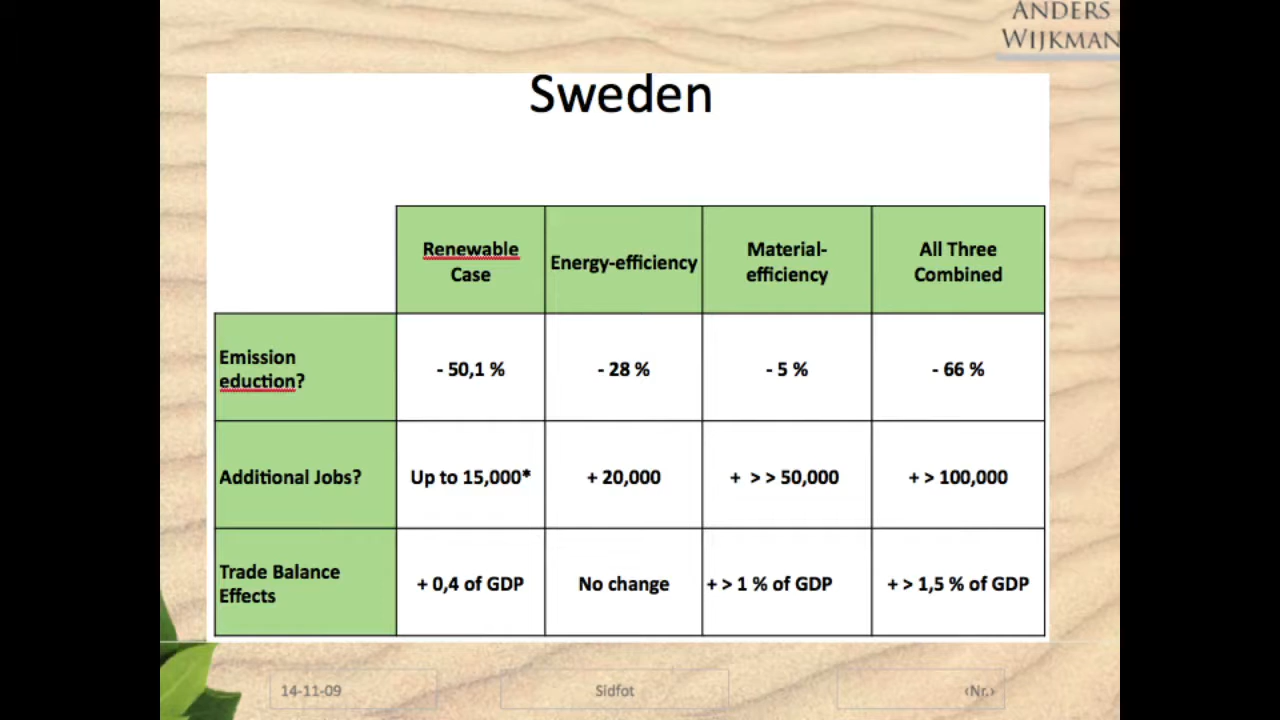 ANDERS
WIJKMAN
Sweden
Renewable
Case
Energy-efficiency
Material-
efficiency
All Three
Combined
Emission
eduction?
- 50,1 %
- 28 %
- 5 %
- 66 %
Additional Jobs?
Up to 15,000*
+ 20,000
+ > > 50,000
+ > 100,000
Trade Balance
Effects
+ 0,4 of GDP
No change
+ > 1 % of GDP
+ > 1,5 % of GDP
14-11-09
Sidfot
‹Nr.›